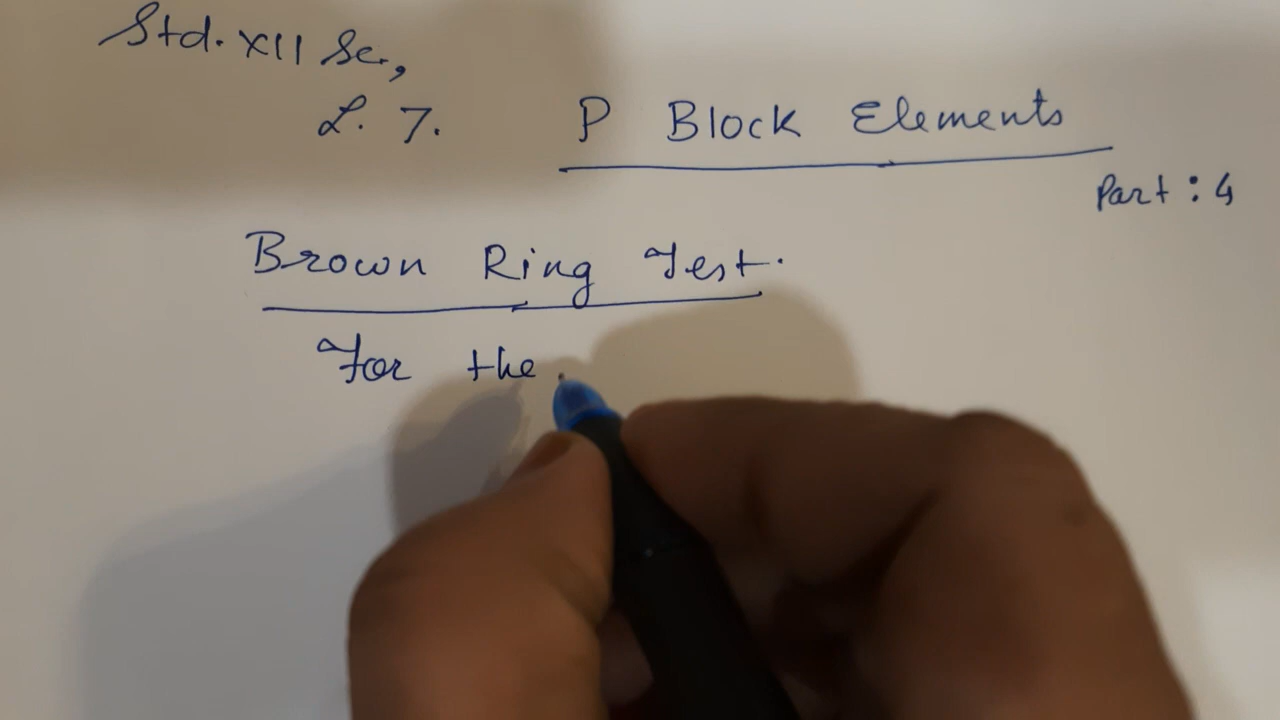 Std. XII Sc.,
L. 7. P Block Elements
Part : 4
Brown Ring Test.
For the